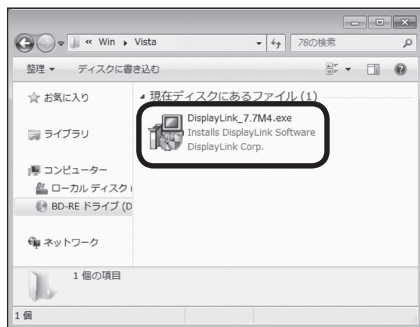 « Win ▸ Vista
78の検索
整理 ▼ ディスクに書き込む
お気に入り
ライブラリ
コンピューター
ローカル ディスク (
BD-RE ドライブ (D
ネットワーク
現在ディスクにあるファイル (1)
DisplayLink_7.7M4.exe
Installs DisplayLink Software
DisplayLink Corp.
1 個の項目
1 個